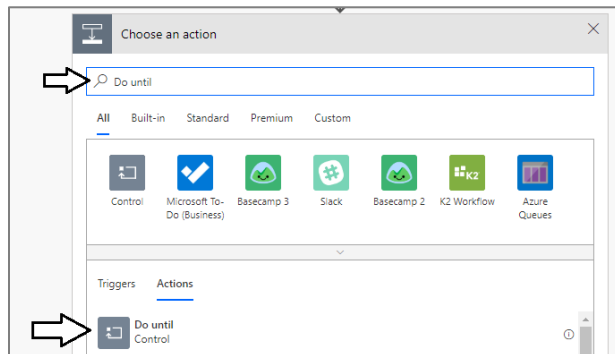 Choose an action
Do until
All Built-in Standard Premium Custom
Control Microsoft To- Basecamp 3 Slack Basecamp 2 K2 Workflow Azure
Do (Business) Queues
K2
Triggers Actions
Do until
Control